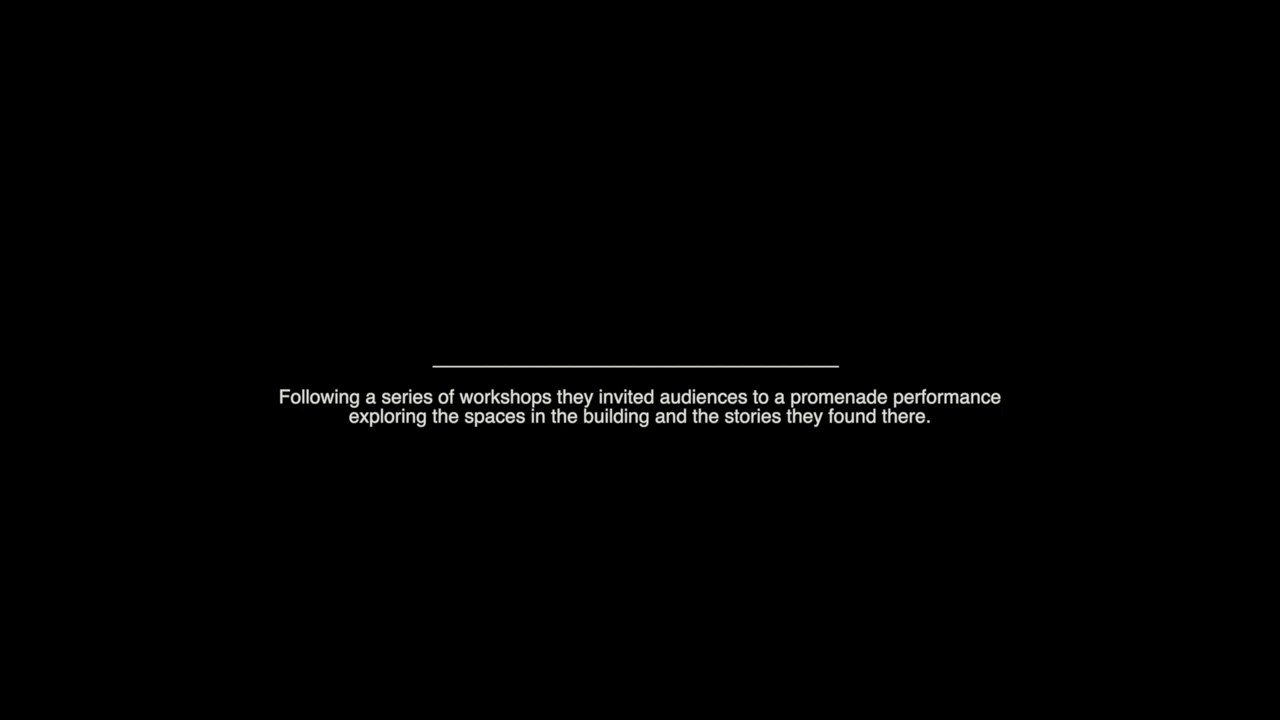 Following a series of workshops they invited audiences to a promenade performance
exploring the spaces in the building and the stories they found there.